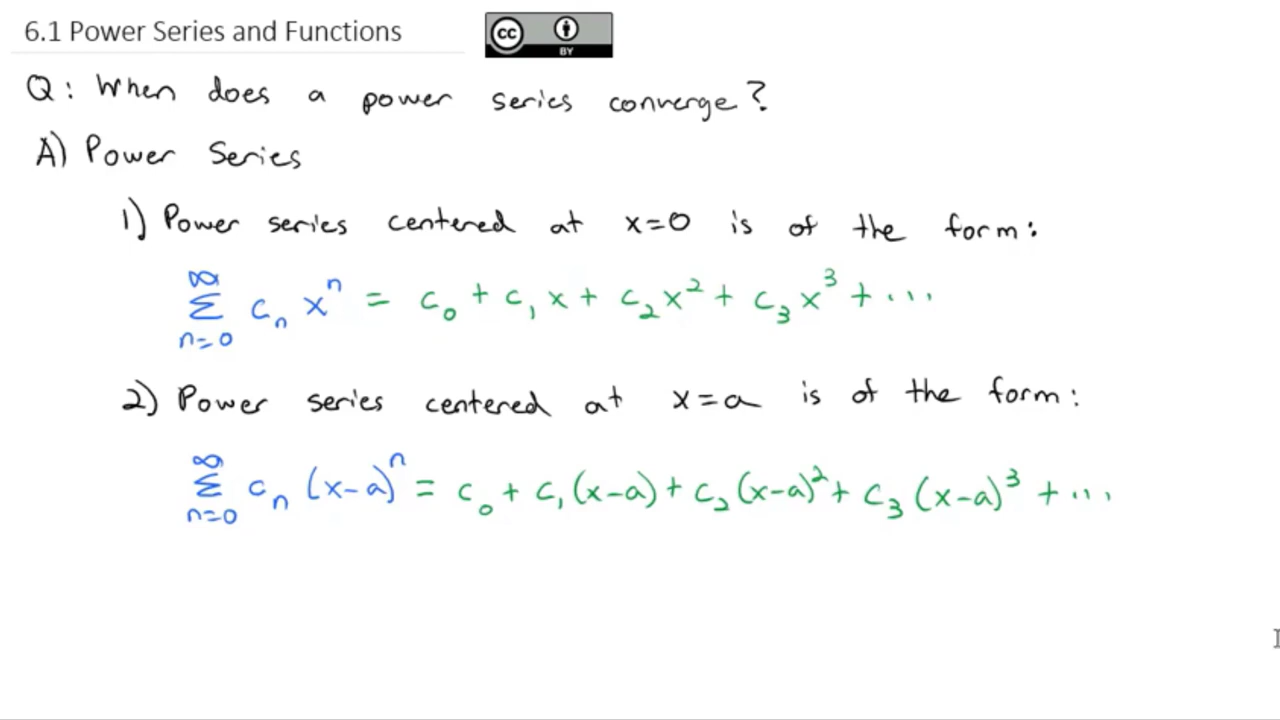 6.1 Power Series and Functions
cc BY
Q: When does a power series converge?
A) Power Series
1) Power series centered at x=0 is of the form:
∑_{n=0}^{∞} c_n x^n = c_0 + c_1 x + c_2 x^2 + c_3 x^3 + ...
2) Power series centered at x=a is of the form:
∑_{n=0}^{∞} c_n (x-a)^n = c_0 + c_1 (x-a) + c_2 (x-a)^2 + c_3 (x-a)^3 + ...